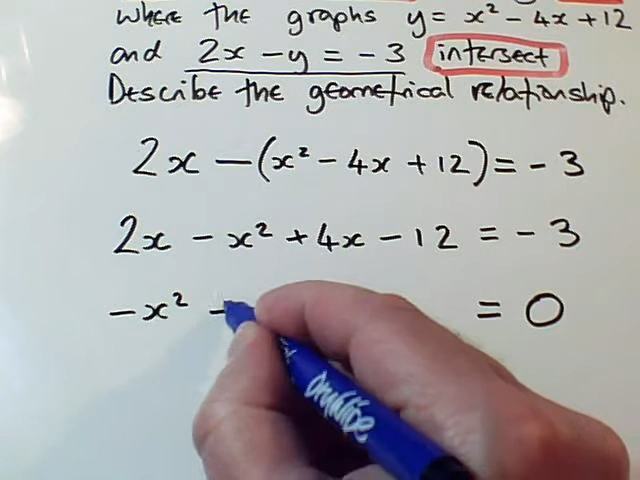 where the graphs y = x² - 4x + 12
and 2x - y = - 3 intersect
Describe the geometrical relationship.
2x - (x² - 4x + 12) = - 3
2x - x² + 4x - 12 = - 3
- x² - = 0